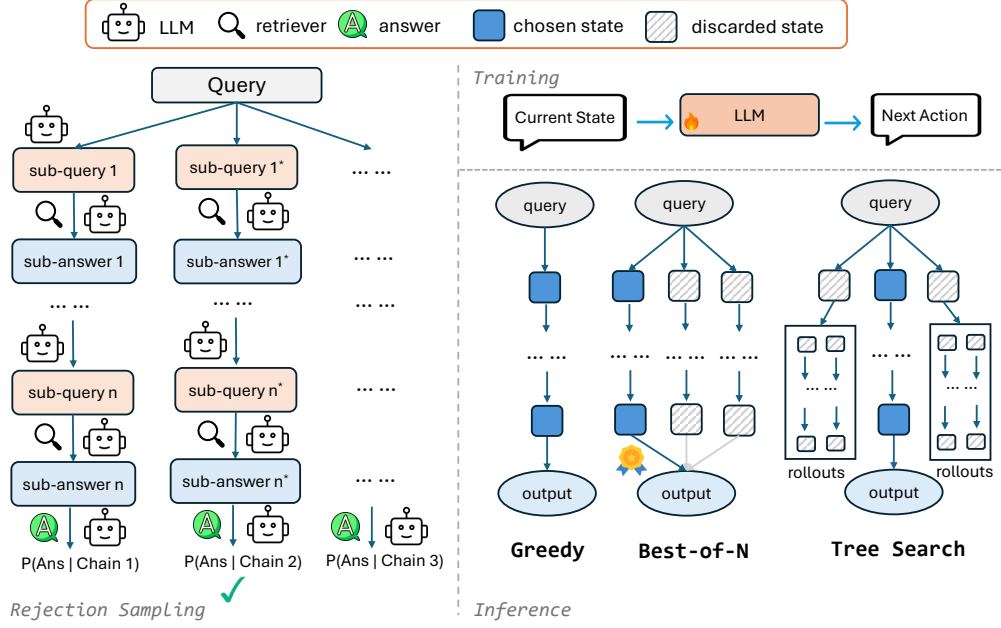 LLM retriever answer chosen state discarded state
Query
sub-query 1
sub-query 1*
... ...
sub-answer 1
sub-answer 1*
... ...
... ...
... ...
... ...
sub-query n
sub-query n*
... ...
sub-answer n
sub-answer n*
... ...
P(Ans | Chain 1)
P(Ans | Chain 2)
P(Ans | Chain 3)
Rejection Sampling
Training
Current State
LLM
Next Action
query
query
query
... ...
... ...
... ...
... ...
... ...
rollouts
rollouts
output
output
output
Greedy
Best-of-N
Tree Search
Inference